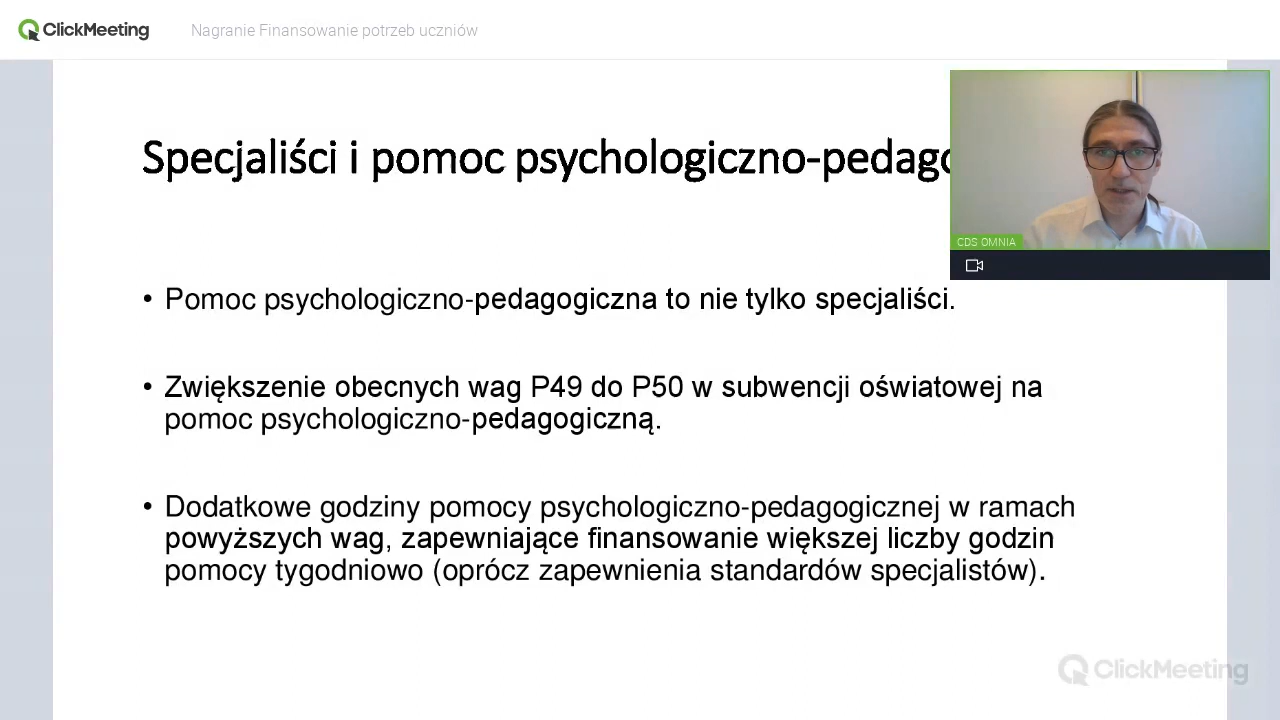 ClickMeeting
Nagranie Finansowanie potrzeb uczniów
Specjaliści i pomoc psychologiczno-pedago
CDS OMNIA
• Pomoc psychologiczno-pedagogiczna to nie tylko specjaliści.
• Zwiększenie obecnych wag P49 do P50 w subwencji oświatowej na
pomoc psychologiczno-pedagogiczną.
• Dodatkowe godziny pomocy psychologiczno-pedagogicznej w ramach
powyższych wag, zapewniające finansowanie większej liczby godzin
pomocy tygodniowo (oprócz zapewnienia standardów specjalistów).
ClickMeeting